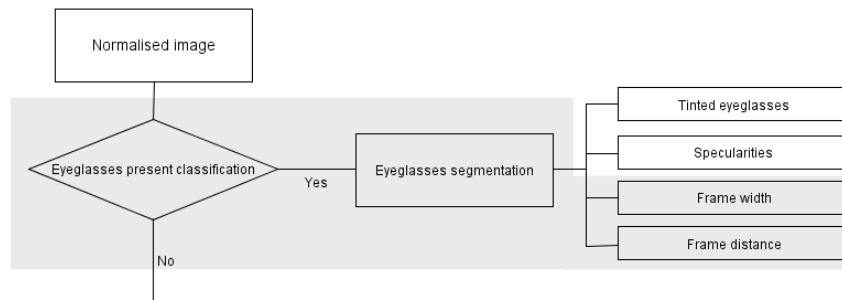 Normalised image
Eyeglasses present classification
Yes
No
Eyeglasses segmentation
Tinted eyeglasses
Specularities
Frame width
Frame distance